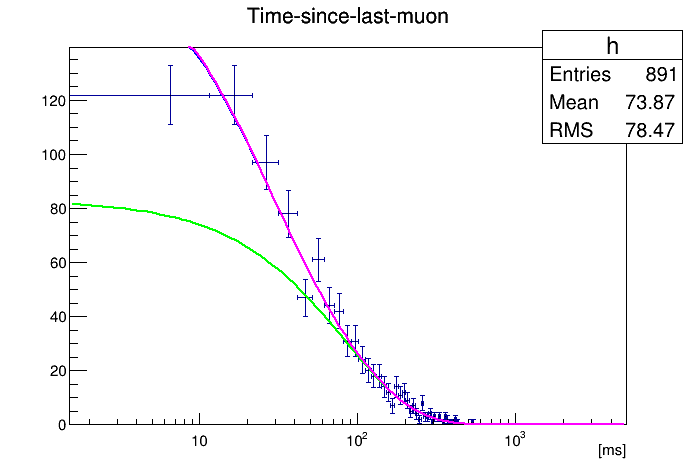 Time-since-last-muon
h
Entries 891
Mean 73.87
RMS 78.47
120
100
80
60
40
20
0
10 10² 10³
[ms]